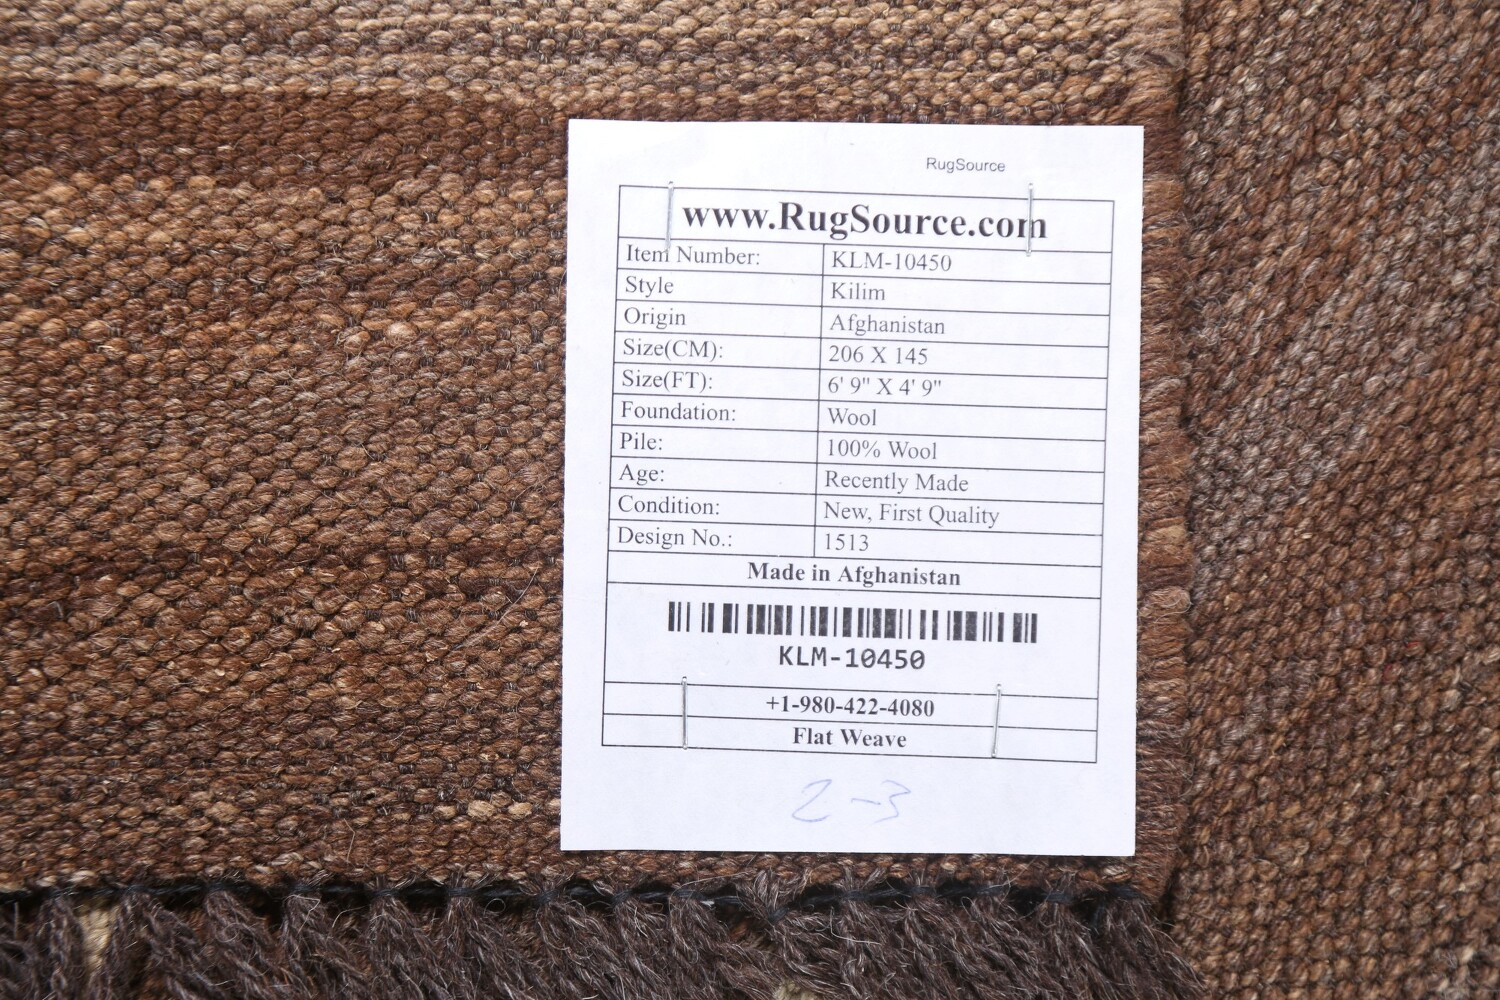 RugSource
www.RugSource.com
Item Number: KLM-10450
Style Kilim
Origin Afghanistan
Size(CM): 206 X 145
Size(FT): 6' 9" X 4' 9"
Foundation: Wool
Pile: 100% Wool
Age: Recently Made
Condition: New, First Quality
Design No.: 1513
Made in Afghanistan
KLM-10450
+1-980-422-4080
Flat Weave
2-3